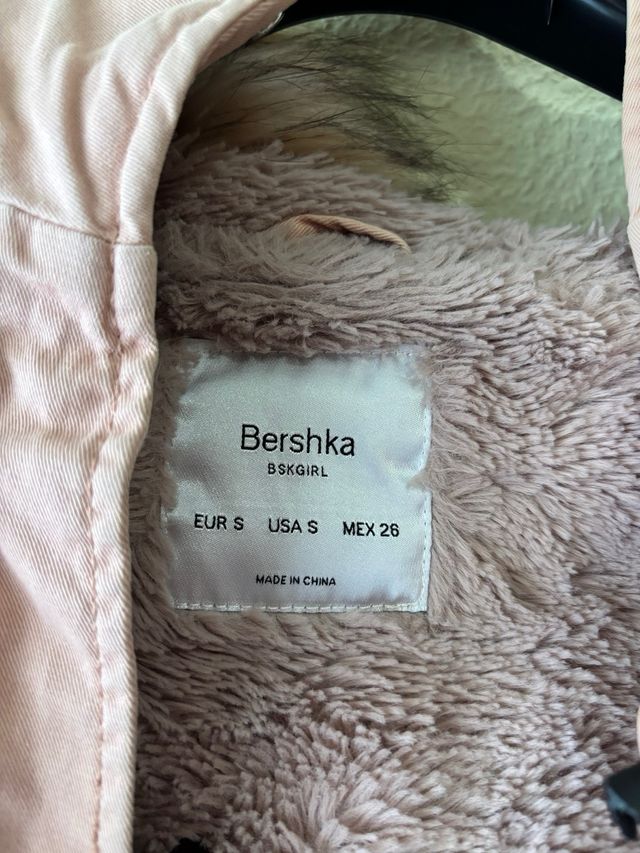 Bershka
BSKGIRL
EUR S USA S MEX 26
MADE IN CHINA